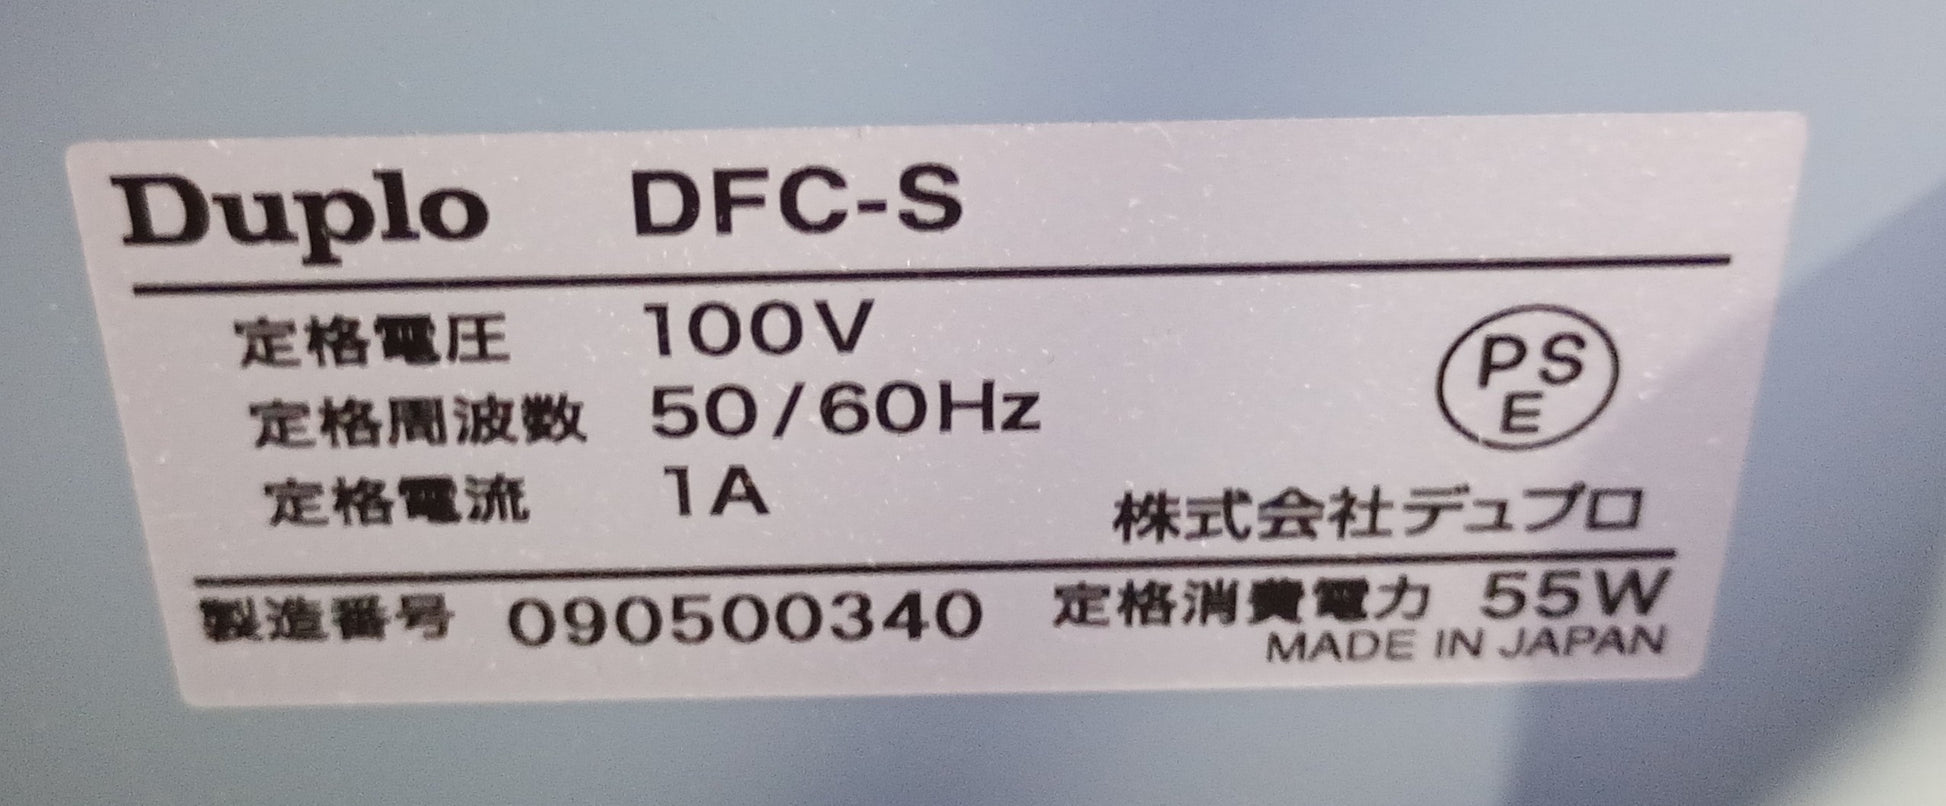 Duplo DFC-S
定格電圧 100V
定格周波数 50/60Hz
定格電流 1A
PSE
株式会社デュプロ
製造番号 090500340 定格消費電力 55W
MADE IN JAPAN